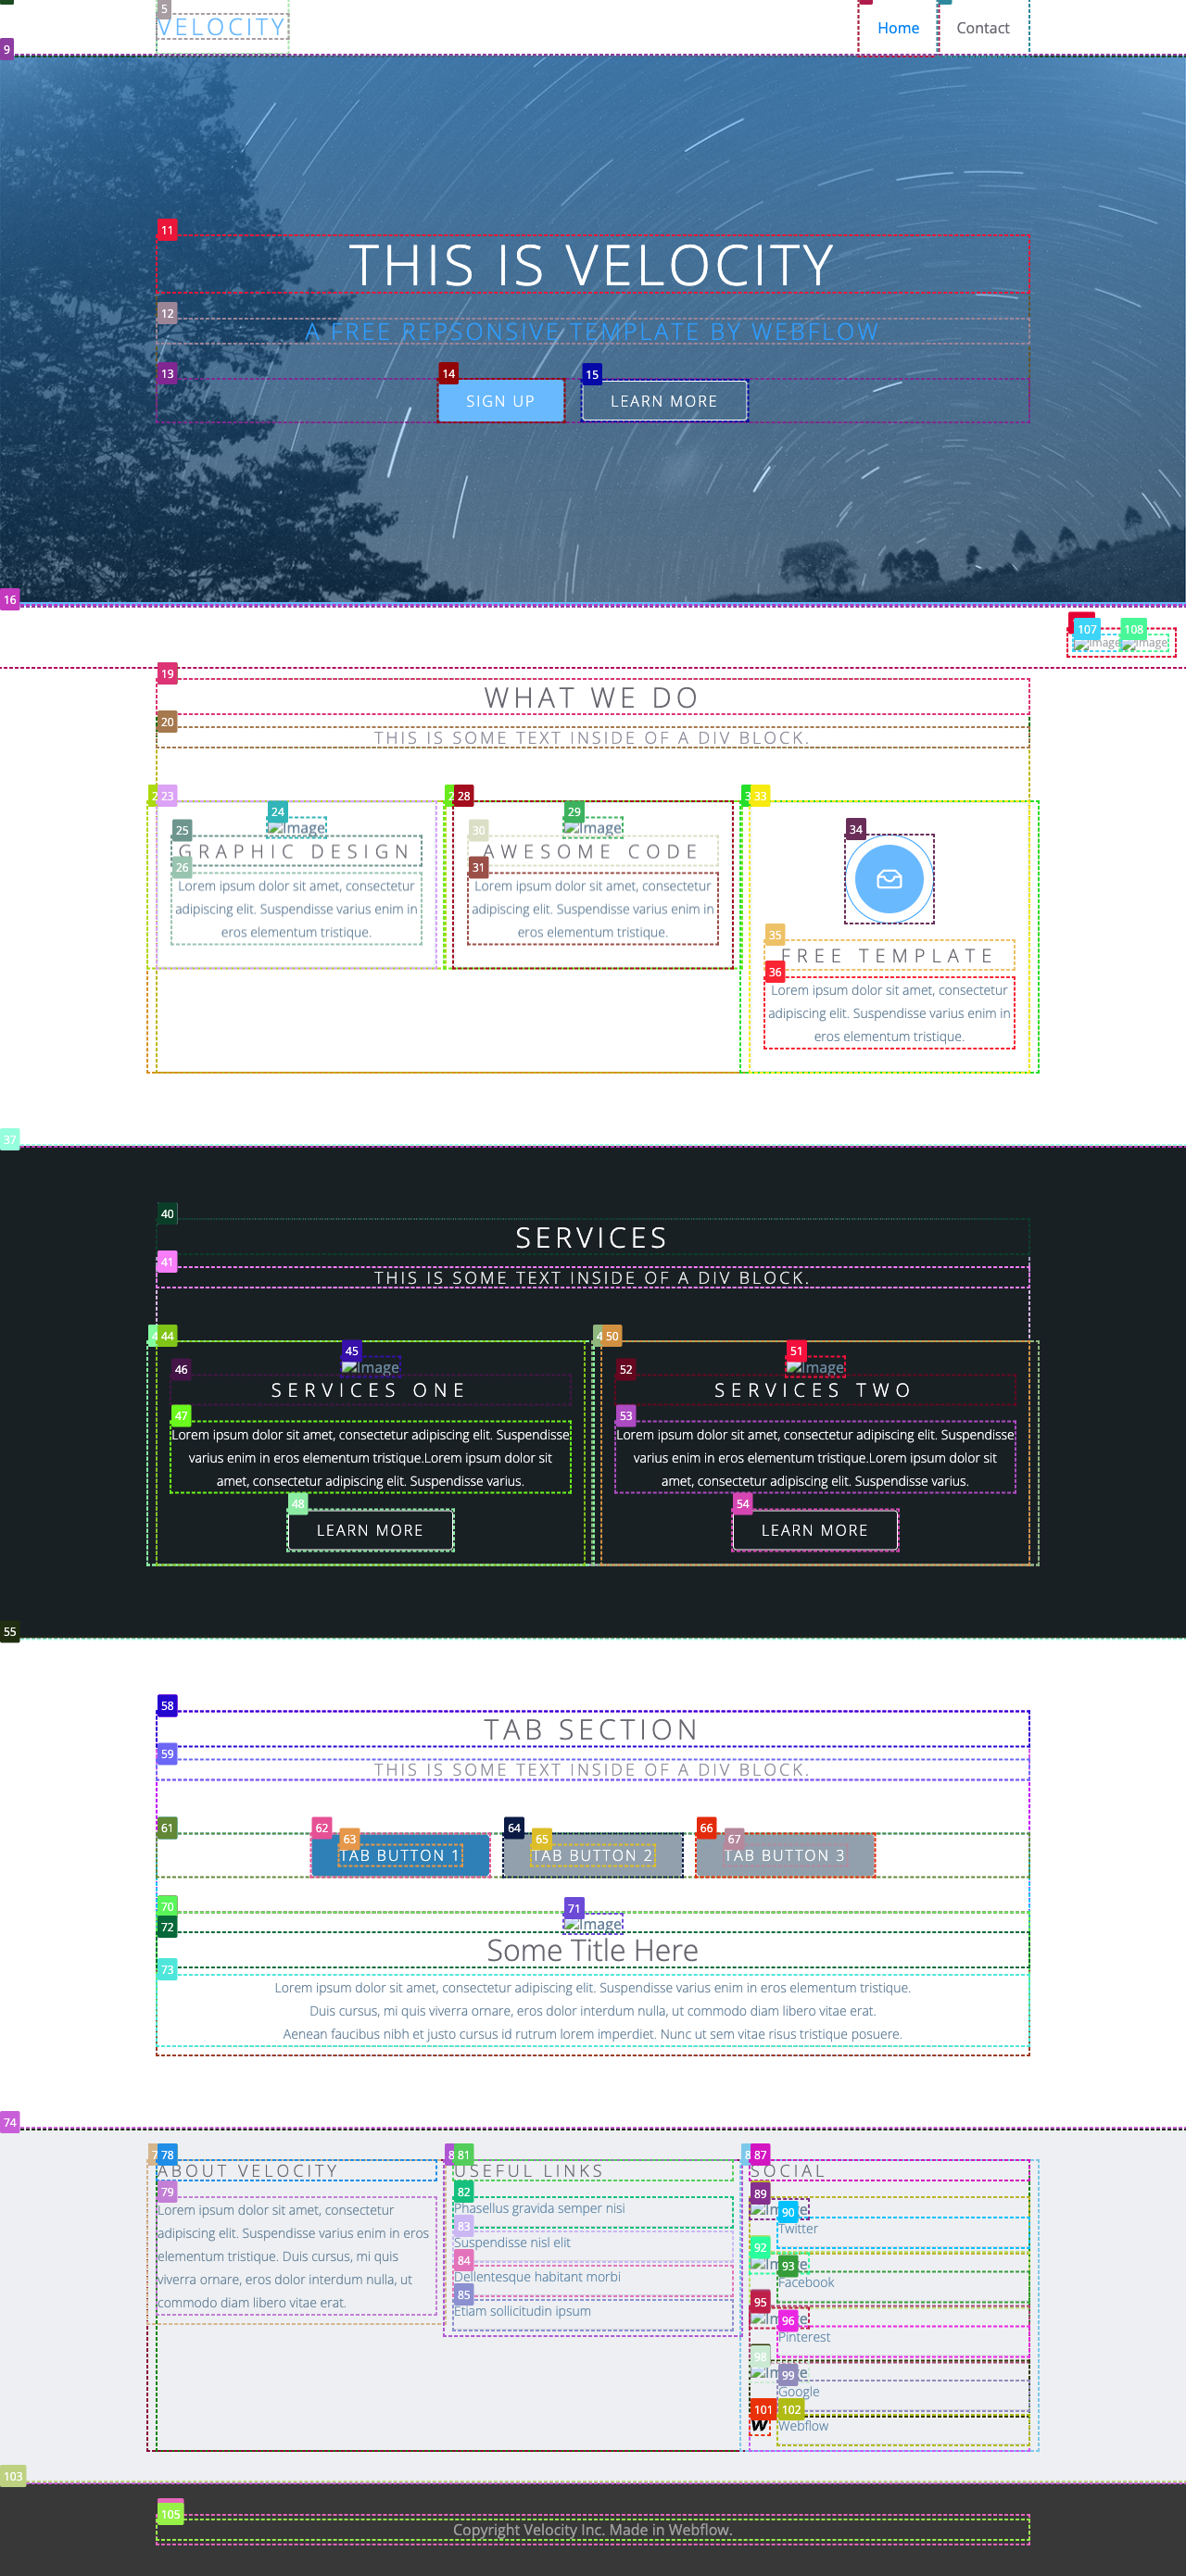 5
VELOCITY
Home
Contact
9
11
THIS IS VELOCITY
12
A FREE REPSONSIVE TEMPLATE BY WEBFLOW
13
14
15
SIGN UP
LEARN MORE
16
107
108
Image
Image
19
WHAT WE DO
20
THIS IS SOME TEXT INSIDE OF A DIV BLOCK.
23
24
28
29
33
Image
Image
25
GRAPHIC DESIGN
30
AWESOME CODE
34
26
Lorem ipsum dolor sit amet, consectetur
adipiscing elit. Suspendisse varius enim in
eros elementum tristique.
31
Lorem ipsum dolor sit amet, consectetur
adipiscing elit. Suspendisse varius enim in
eros elementum tristique.
35
FREE TEMPLATE
36
Lorem ipsum dolor sit amet, consectetur
adipiscing elit. Suspendisse varius enim in
eros elementum tristique.
37
40
SERVICES
41
THIS IS SOME TEXT INSIDE OF A DIV BLOCK.
44
45
Image
46
SERVICES ONE
47
Lorem ipsum dolor sit amet, consectetur adipiscing elit. Suspendisse
varius enim in eros elementum tristique.Lorem ipsum dolor sit
amet, consectetur adipiscing elit. Suspendisse varius.
48
LEARN MORE
50
51
Image
52
SERVICES TWO
53
Lorem ipsum dolor sit amet, consectetur adipiscing elit. Suspendisse
varius enim in eros elementum tristique.Lorem ipsum dolor sit
amet, consectetur adipiscing elit. Suspendisse varius.
54
LEARN MORE
55
58
TAB SECTION
59
THIS IS SOME TEXT INSIDE OF A DIV BLOCK.
61
62
63
TAB BUTTON 1
64
65
TAB BUTTON 2
66
67
TAB BUTTON 3
70
71
Image
72
Some Title Here
73
Lorem ipsum dolor sit amet, consectetur adipiscing elit. Suspendisse varius enim in eros elementum tristique.
Duis cursus, mi quis viverra ornare, eros dolor interdum nulla, ut commodo diam libero vitae erat.
Aenean faucibus nibh et justo cursus id rutrum lorem imperdiet. Nunc ut sem vitae risus tristique posuere.
74
78
ABOUT VELOCITY
79
Lorem ipsum dolor sit amet, consectetur
adipiscing elit. Suspendisse varius enim in eros
elementum tristique. Duis cursus, mi quis
viverra ornare, eros dolor interdum nulla, ut
commodo diam libero vitae erat.
81
USEFUL LINKS
82
Phasellus gravida semper nisi
83
Suspendisse nisl elit
84
Dellentesque habitant morbi
85
Etiam sollicitudin ipsum
87
SOCIAL
89
90
Twitter
92
93
Facebook
95
96
Pinterest
98
99
Google
101
102
Webflow
103
105
Copyright Velocity Inc. Made in Webflow.